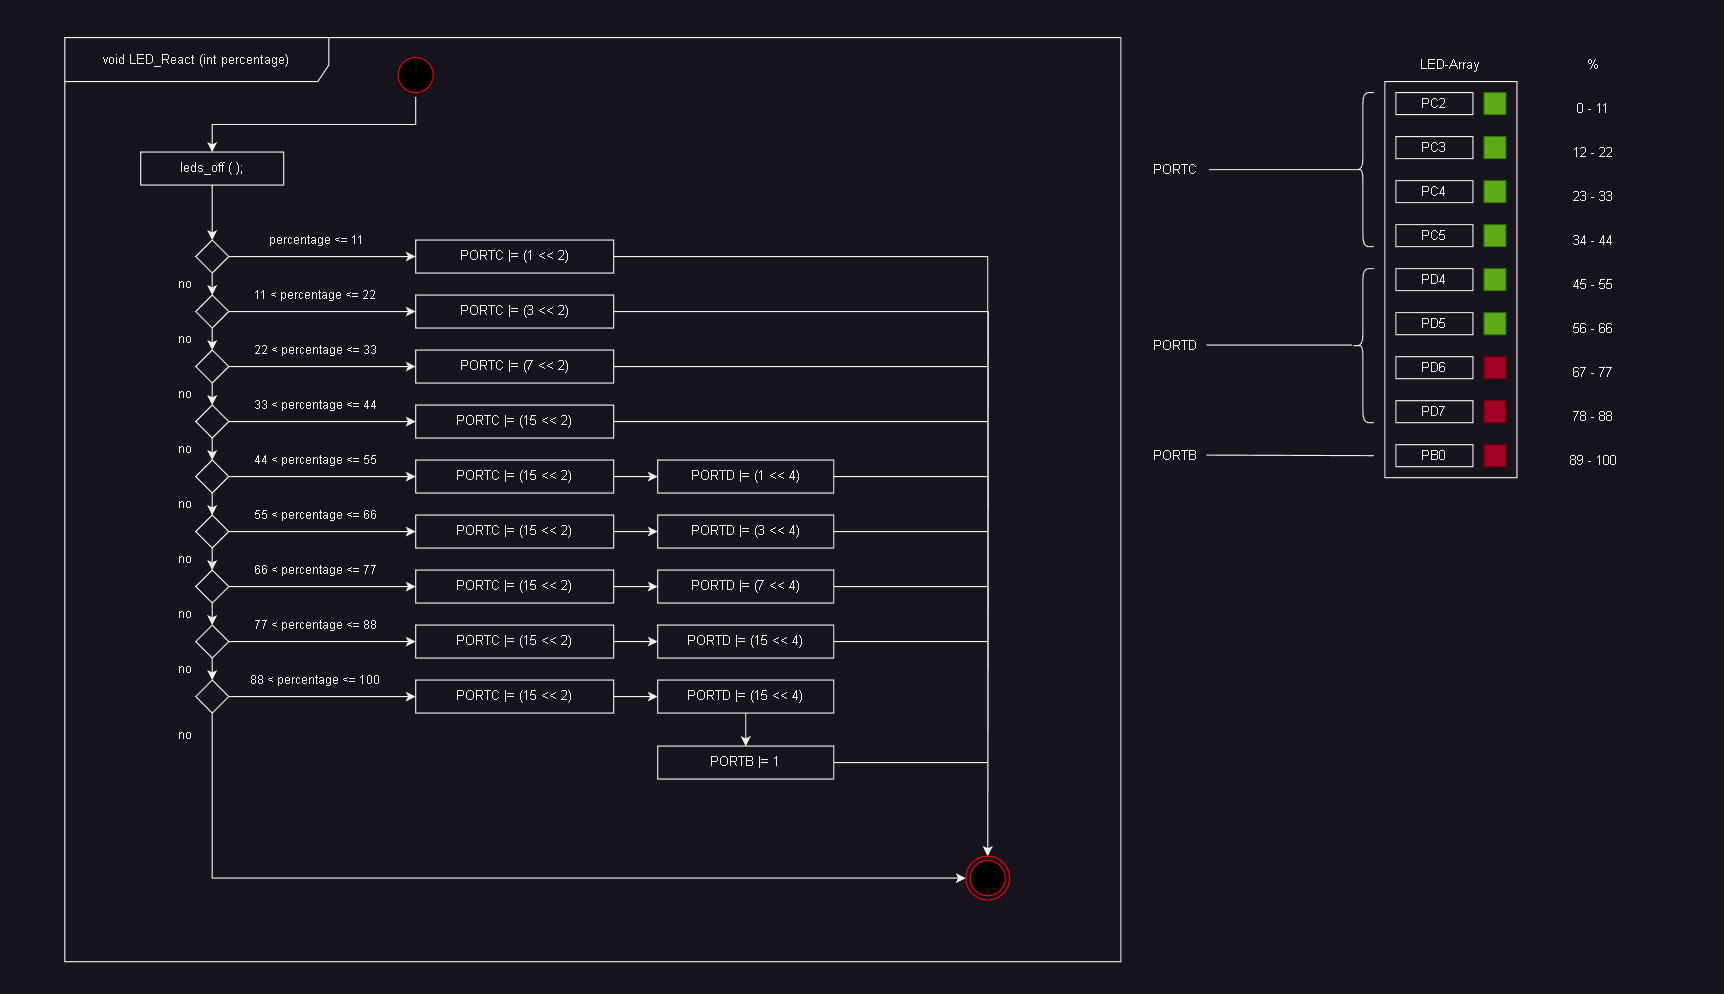 void LED_React (int percentage)
leds_off ( );
percentage <= 11
PORTC |= (1 << 2)
no
11 < percentage <= 22
PORTC |= (3 << 2)
no
22 < percentage <= 33
PORTC |= (7 << 2)
no
33 < percentage <= 44
PORTC |= (15 << 2)
no
44 < percentage <= 55
PORTC |= (15 << 2)
PORTD |= (1 << 4)
no
55 < percentage <= 66
PORTC |= (15 << 2)
PORTD |= (3 << 4)
no
66 < percentage <= 77
PORTC |= (15 << 2)
PORTD |= (7 << 4)
no
77 < percentage <= 88
PORTC |= (15 << 2)
PORTD |= (15 << 4)
no
88 < percentage <= 100
PORTC |= (15 << 2)
PORTD |= (15 << 4)
no
PORTB |= 1
LED-Array
%
PC2
0 - 11
PC3
12 - 22
PORTC
PC4
23 - 33
PC5
34 - 44
PD4
45 - 55
PD5
56 - 66
PORTD
PD6
67 - 77
PD7
78 - 88
PORTB
PB0
89 - 100